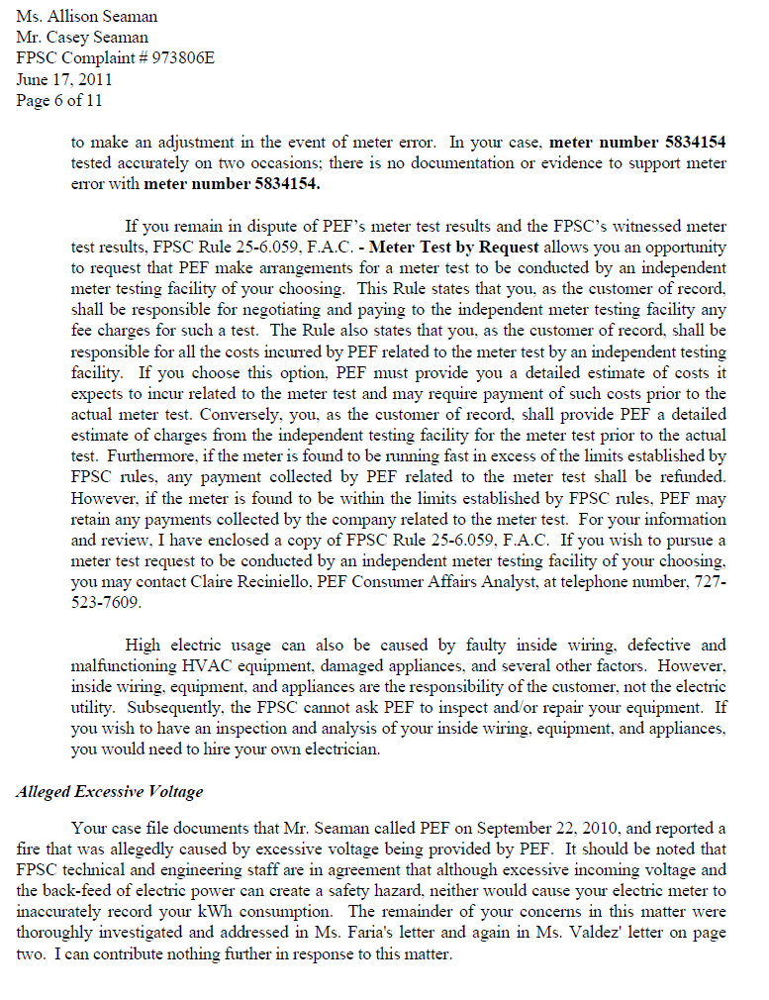 Ms. Allison Seaman
Mr. Casey Seaman
FPSC Complaint # 973806E
June 17, 2011
Page 6 of 11
to make an adjustment in the event of meter error. In your case, meter number 5834154
tested accurately on two occasions; there is no documentation or evidence to support meter
error with meter number 5834154.
If you remain in dispute of PEF's meter test results and the FPSC's witnessed meter
test results, FPSC Rule 25-6.059, F.A.C. - Meter Test by Request allows you an opportunity
to request that PEF make arrangements for a meter test to be conducted by an independent
meter testing facility of your choosing. This Rule states that you, as the customer of record,
shall be responsible for negotiating and paying to the independent meter testing facility any
fee charges for such a test. The Rule also states that you, as the customer of record, shall be
responsible for all the costs incurred by PEF related to the meter test by an independent testing
facility. If you choose this option, PEF must provide you a detailed estimate of costs it
expects to incur related to the meter test and may require payment of such costs prior to the
actual meter test. Conversely, you, as the customer of record, shall provide PEF a detailed
estimate of charges from the independent testing facility for the meter test prior to the actual
test. Furthermore, if the meter is found to be running fast in excess of the limits established by
FPSC rules, any payment collected by PEF related to the meter test shall be refunded.
However, if the meter is found to be within the limits established by FPSC rules, PEF may
retain any payments collected by the company related to the meter test. For your information
and review, I have enclosed a copy of FPSC Rule 25-6.059, F.A.C. If you wish to pursue a
meter test request to be conducted by an independent meter testing facility of your choosing,
you may contact Claire Reciniello, PEF Consumer Affairs Analyst, at telephone number, 727-
523-7609.
High electric usage can also be caused by faulty inside wiring, defective and
malfunctioning HVAC equipment, damaged appliances, and several other factors. However,
inside wiring, equipment, and appliances are the responsibility of the customer, not the electric
utility. Subsequently, the FPSC cannot ask PEF to inspect and/or repair your equipment. If
you wish to have an inspection and analysis of your inside wiring, equipment, and appliances,
you would need to hire your own electrician.
Alleged Excessive Voltage
Your case file documents that Mr. Seaman called PEF on September 22, 2010, and reported a
fire that was allegedly caused by excessive voltage being provided by PEF. It should be noted that
FPSC technical and engineering staff are in agreement that although excessive incoming voltage and
the back-feed of electric power can create a safety hazard, neither would cause your electric meter to
inaccurately record your kWh consumption. The remainder of your concerns in this matter were
thoroughly investigated and addressed in Ms. Faria's letter and again in Ms. Valdez' letter on page
two. I can contribute nothing further in response to this matter.